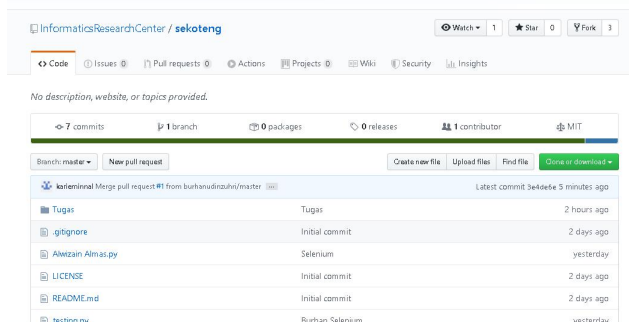 InformaticsResearchCenter / sekoteng
Watch 1 Star 0 Fork 3
Code Issues 0 Pull requests 0 Actions Projects 0 Wiki Security Insights
No description, website, or topics provided.
7 commits 1 branch 0 packages 0 releases 1 contributor MIT
Branch: master New pull request Create new file Upload files Find file Clone or download
karieminnal Merge pull request #1 from burhanudinzuhri/master ... Latest commit 3e4de6e 5 minutes ago
Tugas Tugas 2 hours ago
.gitignore Initial commit 2 days ago
Alwizain Almas.py Selenium yesterday
LICENSE Initial commit 2 days ago
README.md Initial commit 2 days ago
testing.py Burhan Selenium yesterday